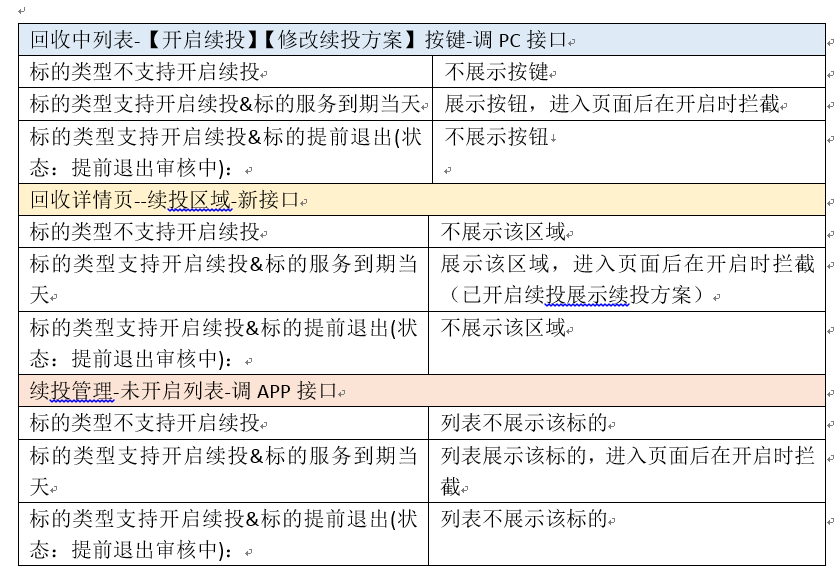 回收中列表-【开启续投】【修改续投方案】按键-调 PC 接口
标的类型不支持开启续投
不展示按键
标的类型支持开启续投&标的服务到期当天
展示按钮，进入页面后在开启时拦截
标的类型支持开启续投&标的提前退出(状
态：提前退出审核中)：
不展示按钮
回收详情页--续投区域-新接口
标的类型不支持开启续投
不展示该区域
标的类型支持开启续投&标的服务到期当
天
展示该区域，进入页面后在开启时拦截
（已开启续投展示续投方案）
标的类型支持开启续投&标的提前退出(状
态：提前退出审核中)：
不展示该区域
续投管理-未开启列表-调 APP 接口
标的类型不支持开启续投
列表不展示该标的
标的类型支持开启续投&标的服务到期当
天
列表展示该标的，进入页面后在开启时拦
截
标的类型支持开启续投&标的提前退出(状
态：提前退出审核中)：
列表不展示该标的